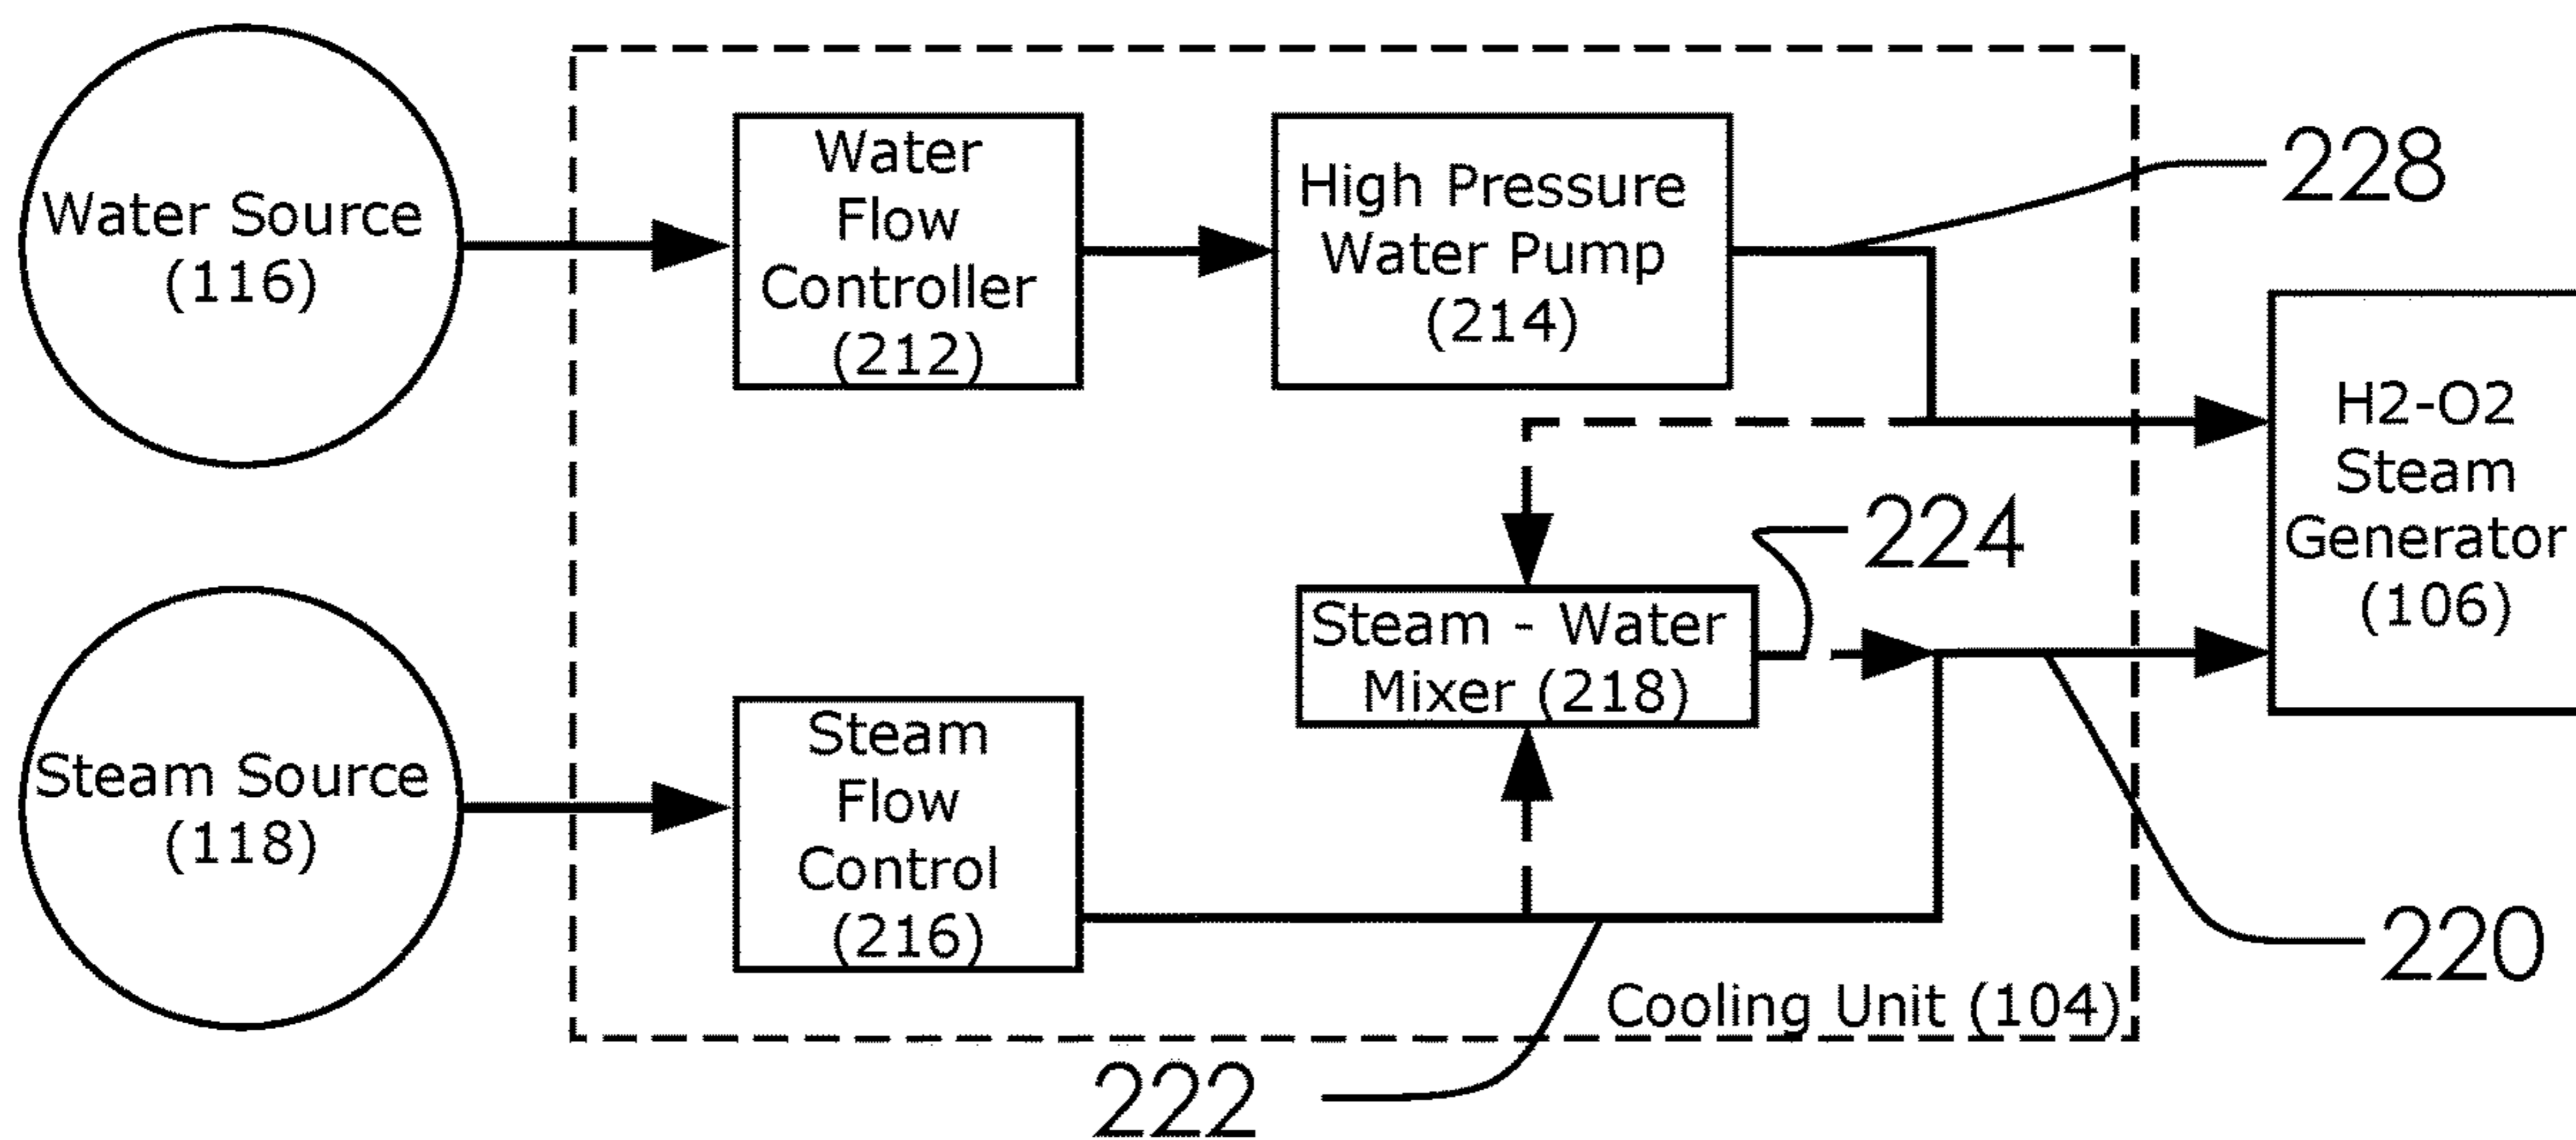 Water Source
(116)
Water
Flow
Controller
(212)
High Pressure
Water Pump
(214)
228
H2-O2
Steam
Generator
(106)
224
Steam - Water
Mixer (218)
Steam Source
(118)
Steam
Flow
Control
(216)
220
Cooling Unit (104)
222